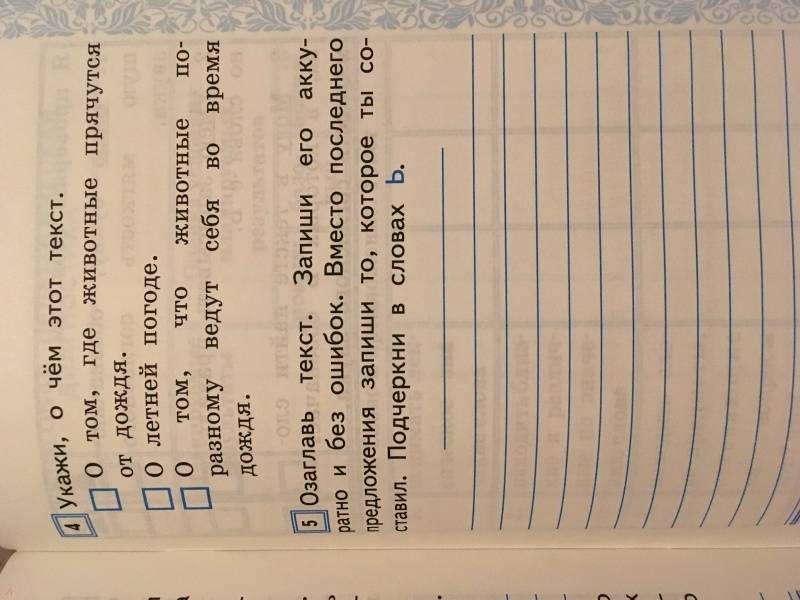 4 Укажи, о чём этот текст.
О том, где животные прячутся
от дождя.
О летней погоде.
О том, что животные по-
разному ведут себя во время
дождя.
5 Озаглавь текст. Запиши его акку-
ратно и без ошибок. Вместо последнего
предложения запиши то, которое ты со-
ставил. Подчеркни в словах Ь.